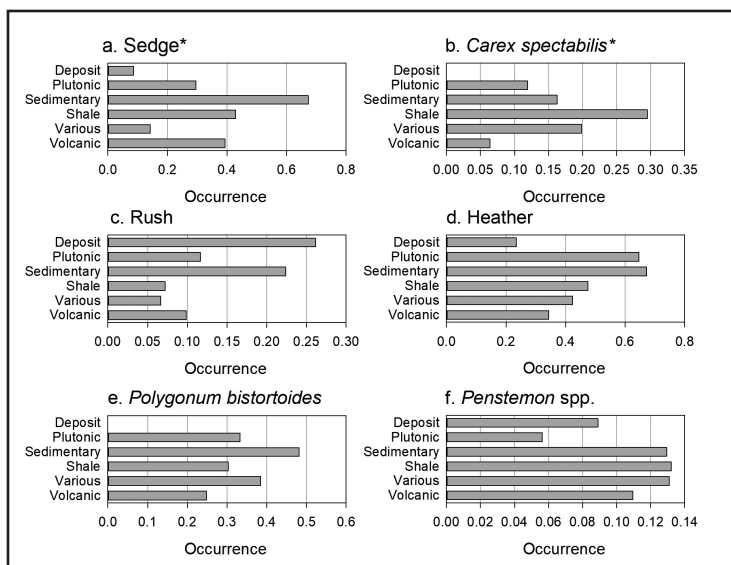 a. Sedge*
Deposit
Plutonic
Sedimentary
Shale
Various
Volcanic
0.0 0.2 0.4 0.6 0.8
Occurrence
b. Carex spectabilis*
Deposit
Plutonic
Sedimentary
Shale
Various
Volcanic
0.00 0.05 0.10 0.15 0.20 0.25 0.30 0.35
Occurrence
c. Rush
Deposit
Plutonic
Sedimentary
Shale
Various
Volcanic
0.00 0.05 0.10 0.15 0.20 0.25 0.30
Occurrence
d. Heather
Deposit
Plutonic
Sedimentary
Shale
Various
Volcanic
0.0 0.2 0.4 0.6 0.8
Occurrence
e. Polygonum bistortoides
Deposit
Plutonic
Sedimentary
Shale
Various
Volcanic
0.0 0.1 0.2 0.3 0.4 0.5 0.6
Occurrence
f. Penstemon spp.
Deposit
Plutonic
Sedimentary
Shale
Various
Volcanic
0.00 0.02 0.04 0.06 0.08 0.10 0.12 0.14
Occurrence